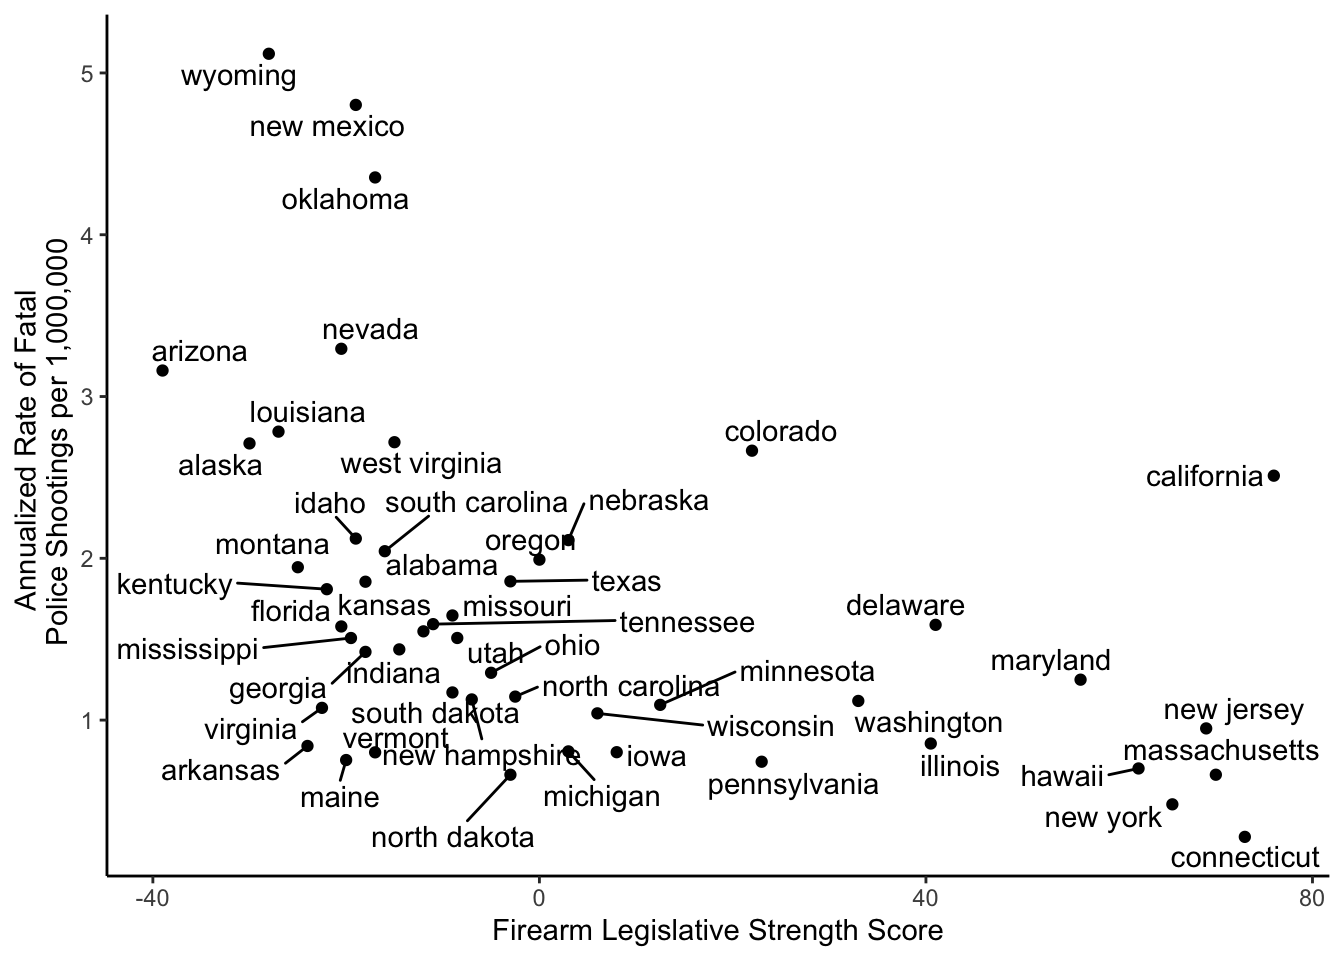 5
4
3
2
1
Annualized Rate of Fatal
Police Shootings per 1,000,000
wyoming
new mexico
oklahoma
nevada
arizona
louisiana
colorado
alaska
west virginia
california
idaho
south carolina
nebraska
montana
oregon
alabama
kentucky
texas
florida
kansas
missouri
delaware
tennessee
mississippi
utah
ohio
maryland
indiana
minnesota
georgia
north carolina
virginia
south dakota
wisconsin
washington
new jersey
vermont
new hampshire
iowa
massachusetts
arkansas
illinois
hawaii
maine
michigan
pennsylvania
new york
north dakota
connecticut
-40
0
40
80
Firearm Legislative Strength Score